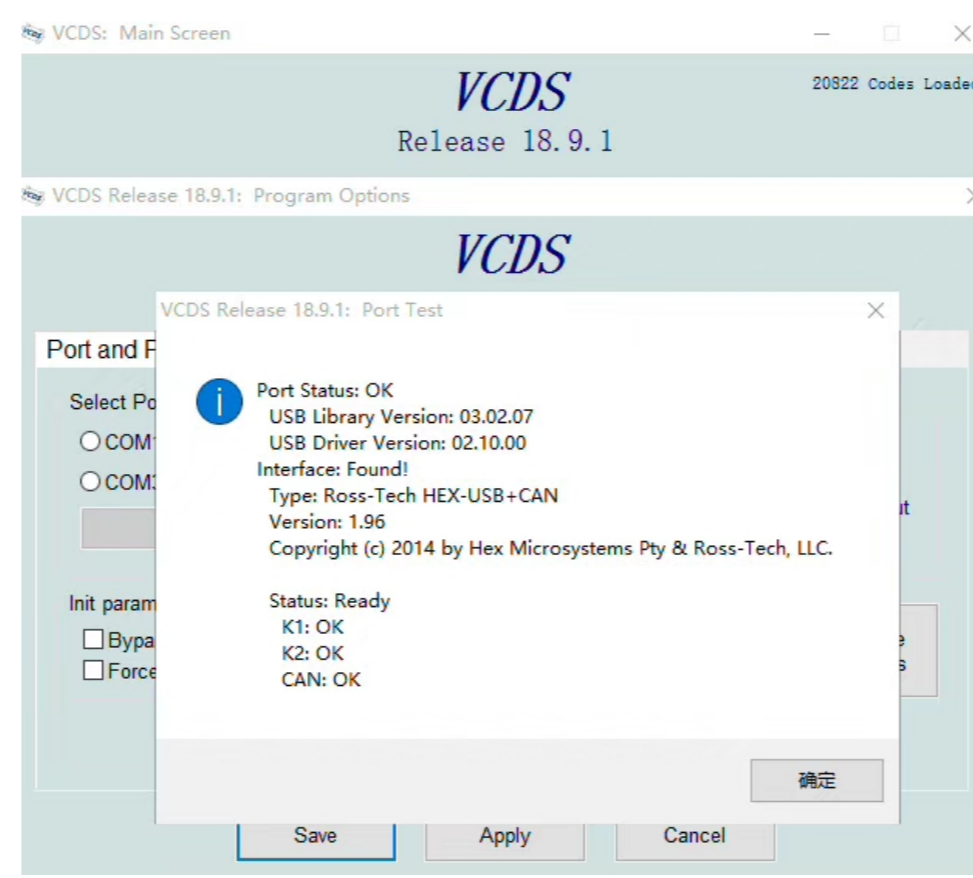 VCDS: Main Screen
VCDS
20822 Codes Loaded
Release 18.9.1
VCDS Release 18.9.1: Program Options
VCDS
VCDS Release 18.9.1: Port Test
Port and
Port Status: OK
USB Library Version: 03.02.07
USB Driver Version: 02.10.00
Interface: Found!
Type: Ross-Tech HEX-USB+CAN
Version: 1.96
Copyright (c) 2014 by Hex Microsystems Pty & Ross-Tech, LLC.
Status: Ready
K1: OK
K2: OK
CAN: OK
Select Po
COM1
COM3
Init param
Bypa
Force
确定
Save
Apply
Cancel